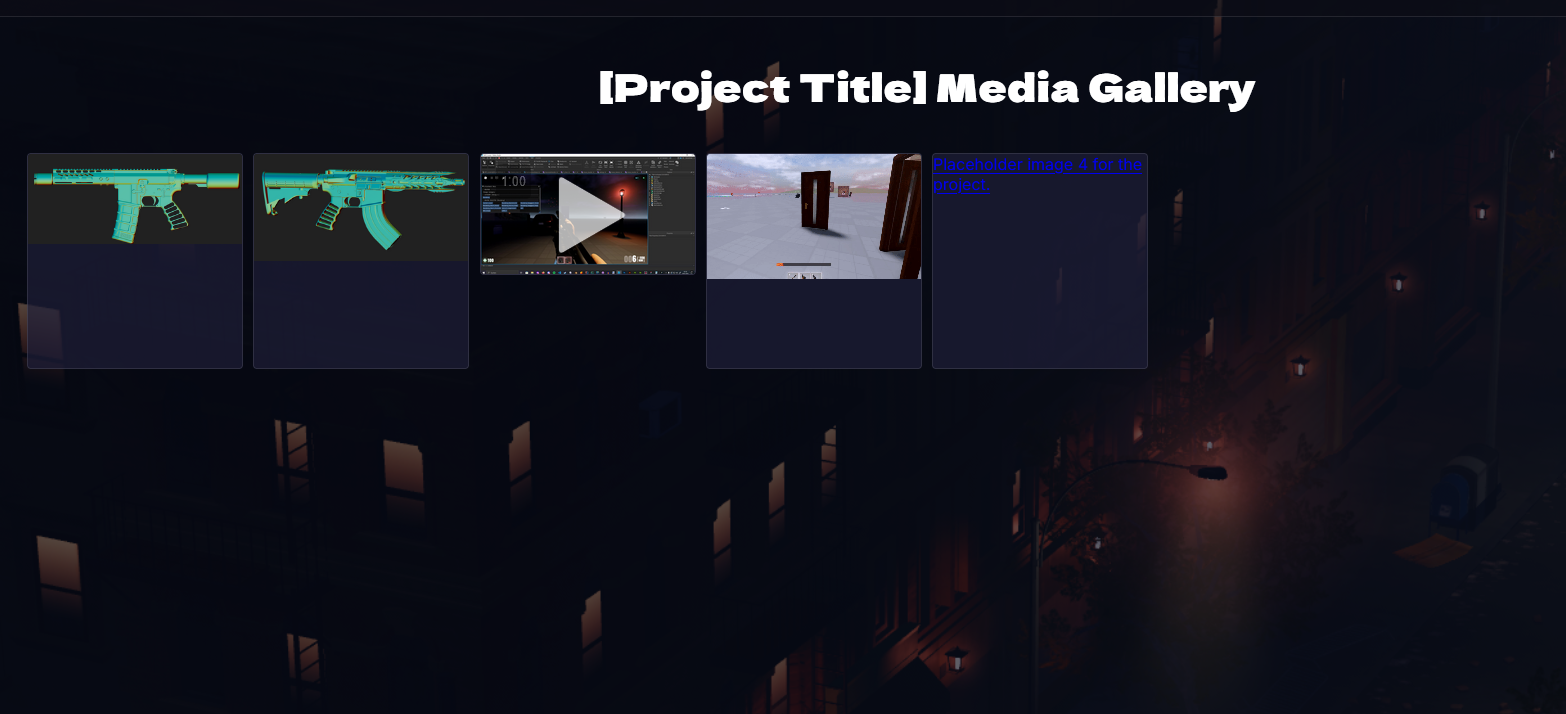 [Project Title] Media Gallery
1:00
Placeholder image 4 for the
project.